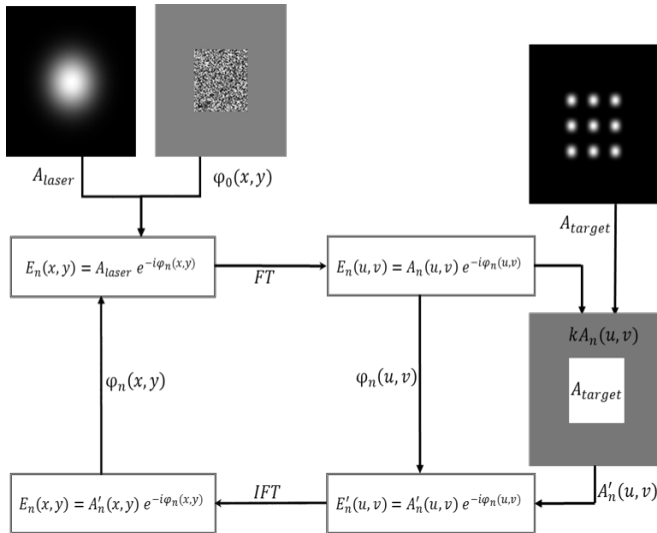 A_laser
φ₀(x, y)
A_target
E_n(x, y) = A_laser e^{-iφ_n(x,y)}
FT
E_n(u, v) = A_n(u, v) e^{-iφ_n(u,v)}
kA_n(u, v)
A_target
φ_n(x, y)
φ_n(u, v)
E_n(x, y) = A′_n(x, y) e^{-iφ_n(x,y)}
IFT
E′_n(u, v) = A′_n(u, v) e^{-iφ_n(u,v)}
A′_n(u, v)